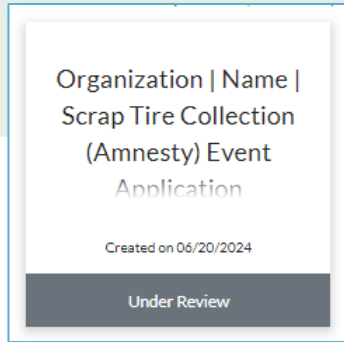 Organization | Name |
Scrap Tire Collection
(Amnesty) Event
Application
Created on 06/20/2024
Under Review